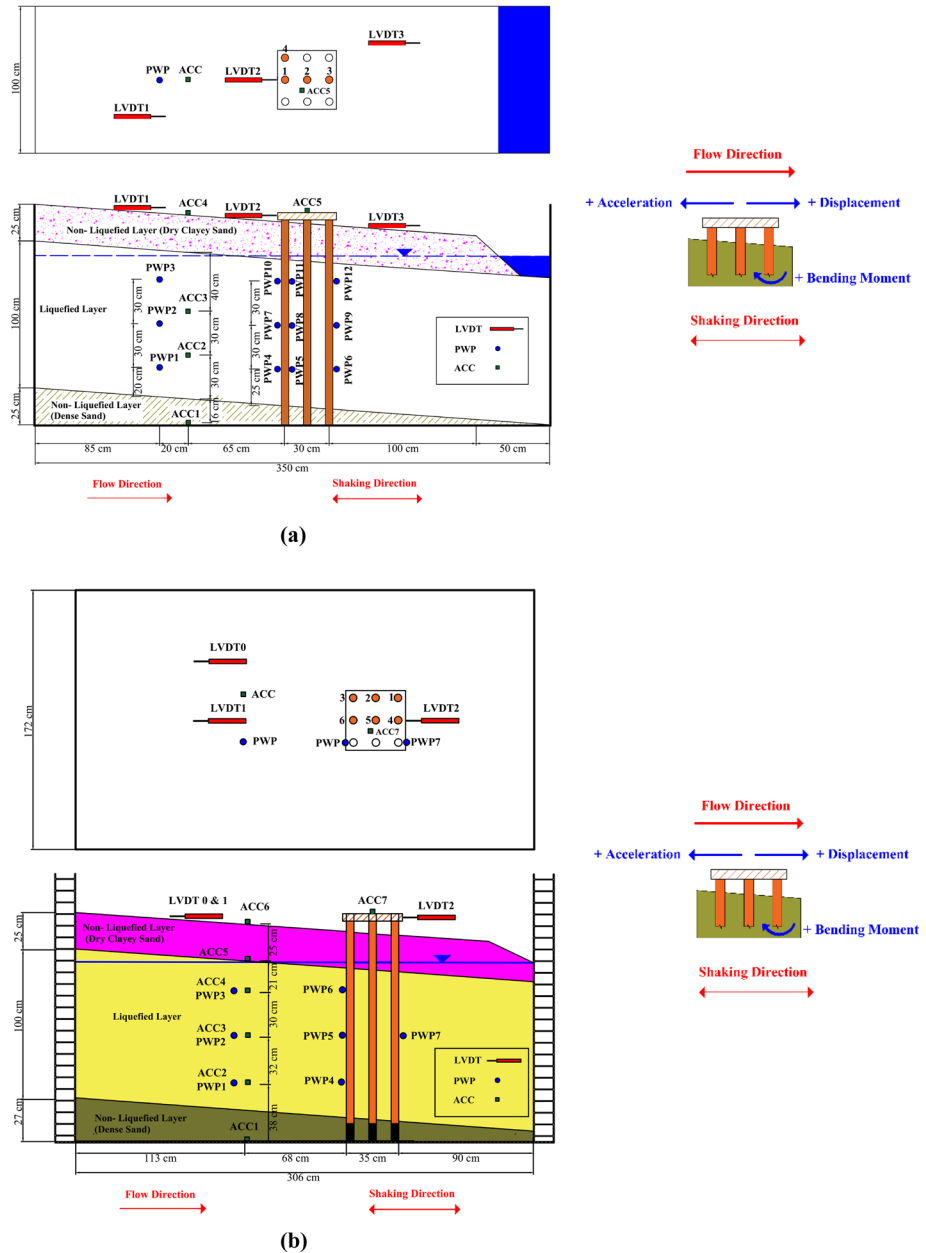 LVDT3
4
PWP ACC LVDT2 1 2 3
ACC5
100 cm
LVDT1
Flow Direction
+ Acceleration + Displacement
+ Bending Moment
Shaking Direction
LVDT1 ACC4 LVDT2 ACC5 LVDT3
25 cm
Non- Liquefied Layer (Dry Clayey Sand)
PWP3
PWP10 PWP11 PWP12
40 cm
ACC3
Liquefied Layer
100 cm
30 cm
PWP2
30 cm
30 cm
PWP7 PWP8 PWP9
LVDT
PWP
ACC
ACC2
30 cm
PWP1
30 cm
PWP4 PWP5 PWP6
20 cm
30 cm
25 cm
25 cm
Non- Liquefied Layer
(Dense Sand)
ACC1
16 cm
85 cm 20 cm 65 cm 30 cm 100 cm 50 cm
350 cm
Flow Direction
Shaking Direction
(a)
LVDT0
ACC
LVDT1
PWP
172 cm
3 2 1
6 5 4
LVDT2
ACC7
PWP PWP7
Flow Direction
+ Acceleration + Displacement
+ Bending Moment
Shaking Direction
LVDT 0 & 1 ACC6 ACC7 LVDT2
25 cm
Non- Liquefied Layer
(Dry Clayey Sand)
25 cm
ACC5
21 cm
ACC4
PWP3
PWP6
30 cm
Liquefied Layer
100 cm
ACC3
PWP2
PWP5 PWP7
32 cm
ACC2
PWP1
PWP4
LVDT
PWP
ACC
27 cm
Non- Liquefied Layer
(Dense Sand)
ACC1
38 cm
113 cm 68 cm 35 cm 90 cm
306 cm
Flow Direction
Shaking Direction
(b)